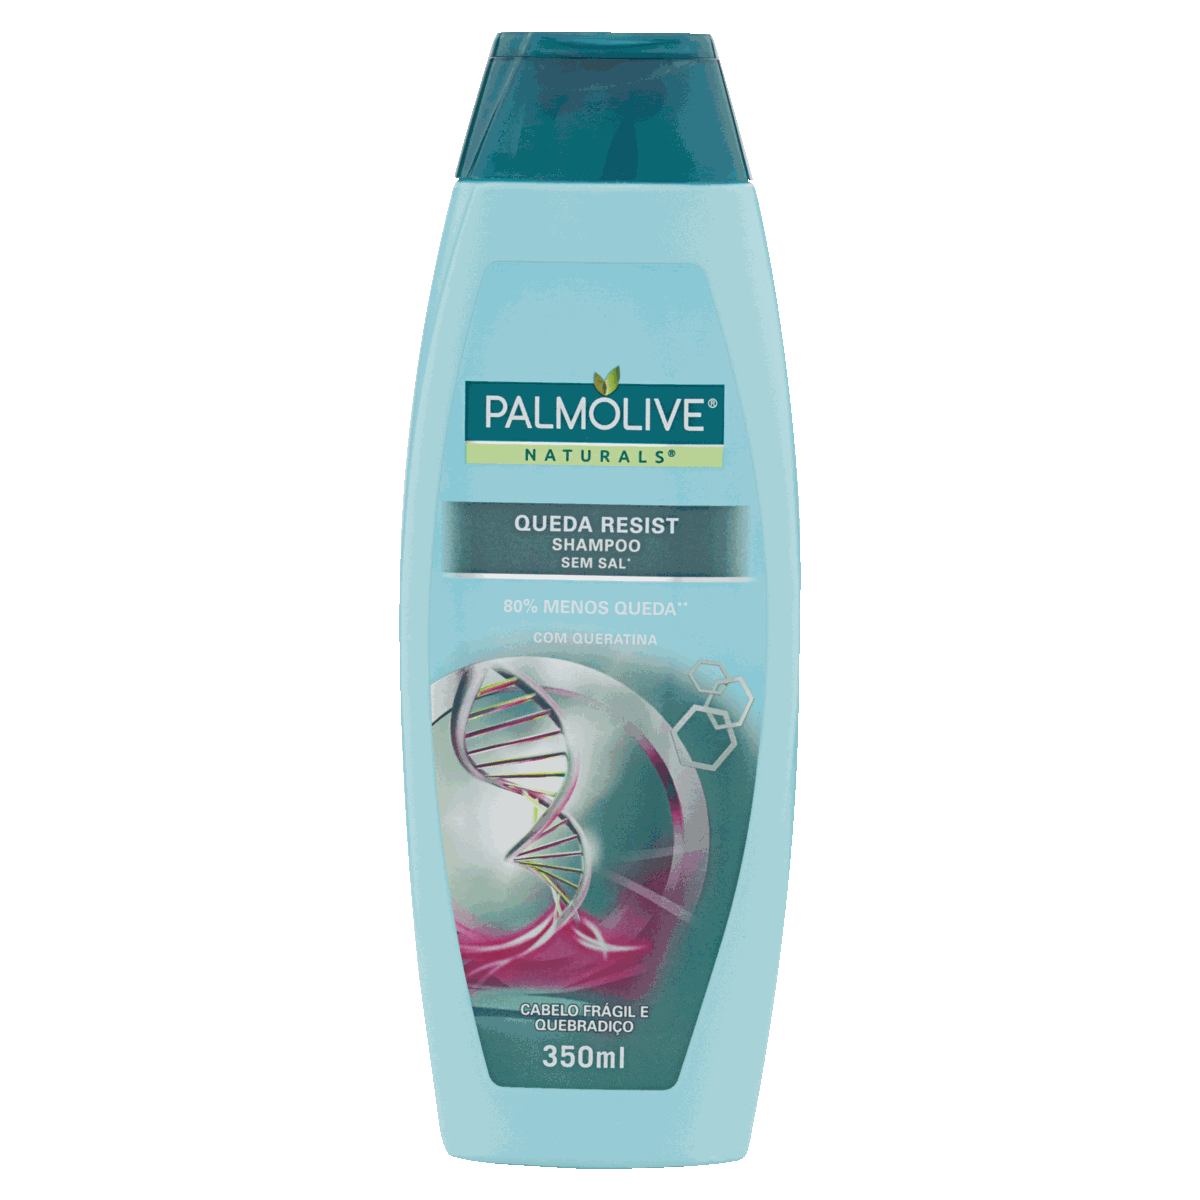 PALMOLIVE®
NATURALS®
QUEDA RESIST
SHAMPOO
SEM SAL*
80% MENOS QUEDA**
COM QUERATINA
CABELO FRÁGIL E
QUEBRADIÇO
350ml